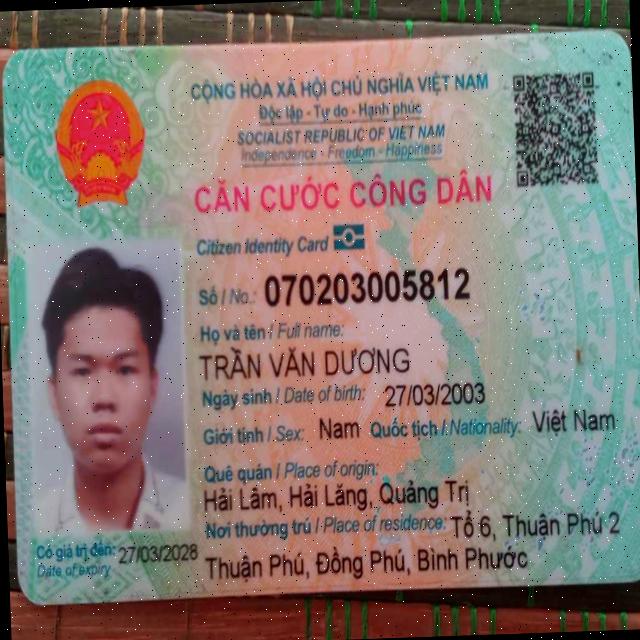 CỘNG HÒA XÃ HỘI CHỦ NGHĨA VIỆT NAM
Độc lập - Tự do - Hạnh phúc
SOCIALIST REPUBLIC OF VIET NAM
Independence - Freedom - Happiness
CĂN CƯỚC CÔNG DÂN
Citizen Identity Card
Số / No.: 070203005812
Họ và tên / Full name:
TRẦN VĂN DƯƠNG
Ngày sinh / Date of birth: 27/03/2003
Giới tính / Sex: Nam Quốc tịch / Nationality: Việt Nam
Quê quán / Place of origin:
Hải Lâm, Hải Lăng, Quảng Trị
Nơi thường trú / Place of residence: Tổ 6, Thuận Phú 2
Thuận Phú, Đồng Phú, Bình Phước
Có giá trị đến: 27/03/2028
Date of expiry